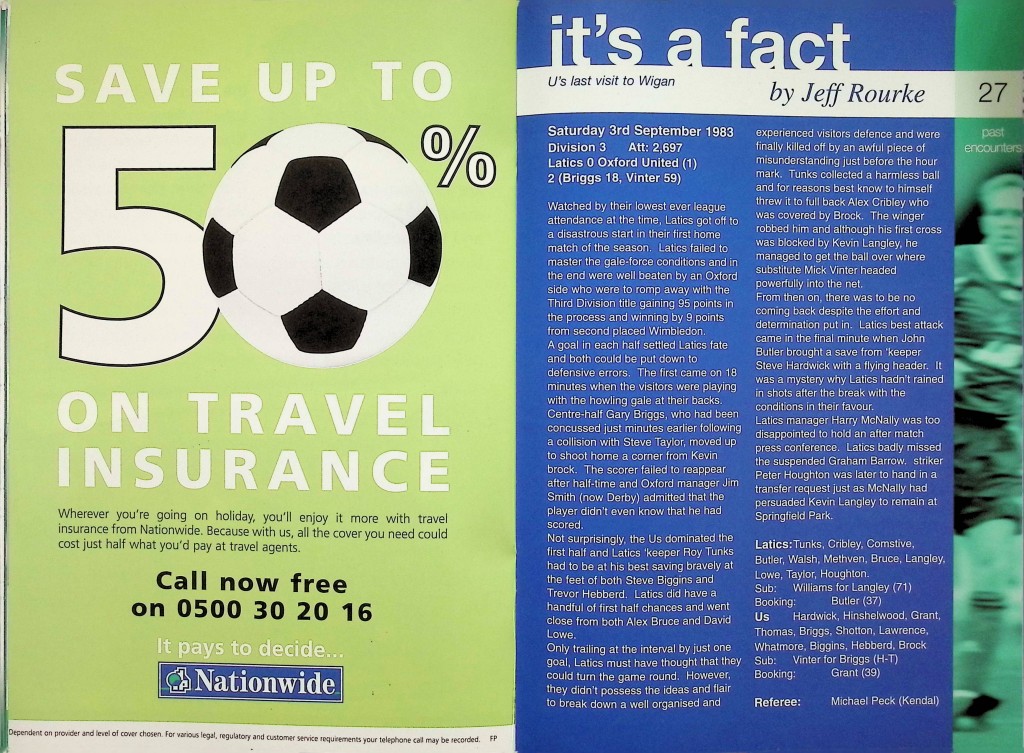 SAVE UP TO
50%
ON TRAVEL
INSURANCE
Wherever you're going on holiday, you'll enjoy it more with travel
insurance from Nationwide. Because with us, all the cover you need could
cost just half what you'd pay at travel agents.
Call now free
on 0500 30 20 16
It pays to decide...
Nationwide
Dependent on provider and level of cover chosen. For various legal, regulatory and customer service requirements your telephone call may be recorded. FP
it's a fact
U's last visit to Wigan
by Jeff Rourke
27
past
encounters
Saturday 3rd September 1983
Division 3 Att: 2,697
Latics 0 Oxford United (1)
2 (Briggs 18, Vinter 59)
Watched by their lowest ever league
attendance at the time, Latics got off to
a disastrous start in their first home
match of the season. Latics failed to
master the gale-force conditions and in
the end were well beaten by an Oxford
side who were to romp away with the
Third Division title gaining 95 points in
the process and winning by 9 points
from second placed Wimbledon.
A goal in each half settled Latics fate
and both could be put down to
defensive errors. The first came on 18
minutes when the visitors were playing
with the howling gale at their backs.
Centre-half Gary Briggs, who had been
concussed just minutes earlier following
a collision with Steve Taylor, moved up
to shoot home a corner from Kevin
brock. The scorer failed to reappear
after half-time and Oxford manager Jim
Smith (now Derby) admitted that the
player didn't even know that he had
scored.
Not surprisingly, the Us dominated the
first half and Latics 'keeper Roy Tunks
had to be at his best saving bravely at
the feet of both Steve Biggins and
Trevor Hebberd. Latics did have a
handful of first half chances and went
close from both Alex Bruce and David
Lowe.
Only trailing at the interval by just one
goal, Latics must have thought that they
could turn the game round. However,
they didn't possess the ideas and flair
to break down a well organised and
experienced visitors defence and were
finally killed off by an awful piece of
misunderstanding just before the hour
mark. Tunks collected a harmless ball
and for reasons best know to himself
threw it to full back Alex Cribley who
was covered by Brock. The winger
robbed him and although his first cross
was blocked by Kevin Langley, he
managed to get the ball over where
substitute Mick Vinter headed
powerfully into the net.
From then on, there was to be no
coming back despite the effort and
determination put in. Latics best attack
came in the final minute when John
Butler brought a save from 'keeper
Steve Hardwick with a flying header. It
was a mystery why Latics hadn't rained
in shots after the break with the
conditions in their favour.
Latics manager Harry McNally was too
disappointed to hold an after match
press conference. Latics badly missed
the suspended Graham Barrow. striker
Peter Houghton was later to hand in a
transfer request just as McNally had
persuaded Kevin Langley to remain at
Springfield Park.
Latics:Tunks, Cribley, Comstive,
Butler, Walsh, Methven, Bruce, Langley,
Lowe, Taylor, Houghton.
Sub: Williams for Langley (71)
Booking: Butler (37)
Us Hardwick, Hinshelwood, Grant,
Thomas, Briggs, Shotton, Lawrence,
Whatmore, Biggins, Hebberd, Brock
Sub: Vinter for Briggs (H-T)
Booking: Grant (39)
Referee: Michael Peck (Kendal)